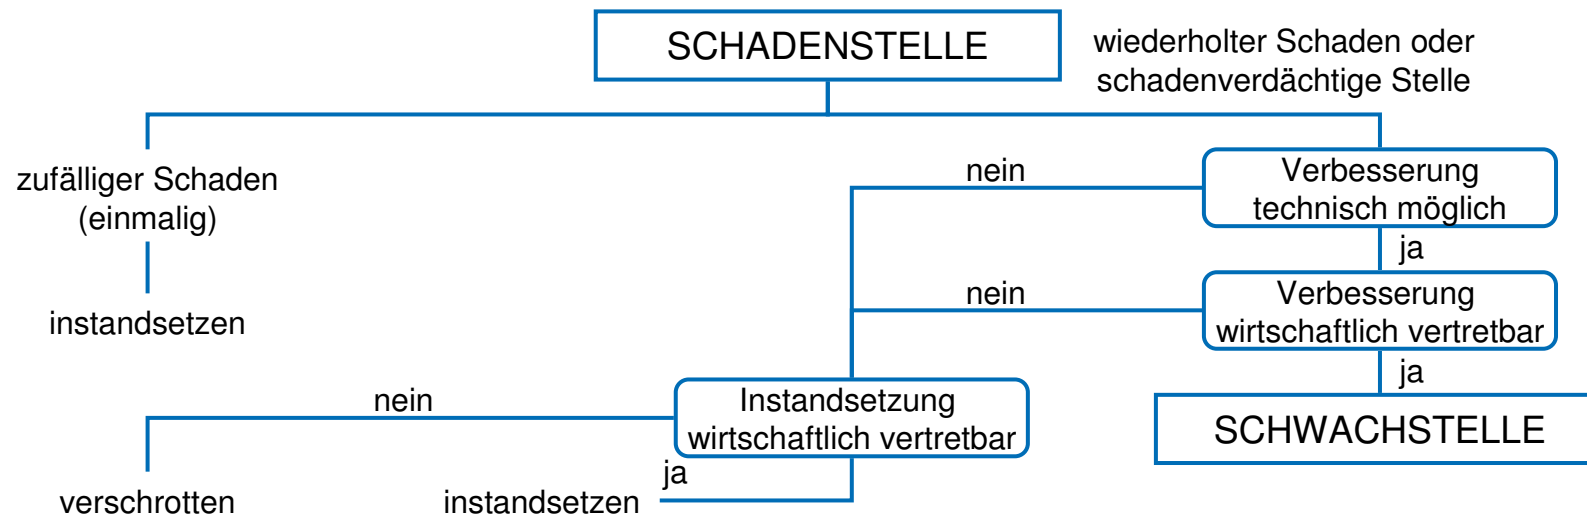 SCHADENSTELLE
wiederholter Schaden oder
schadenverdächtige Stelle
zufälliger Schaden
(einmalig)
instandsetzen
nein
Verbesserung
technisch möglich
ja
nein
Verbesserung
wirtschaftlich vertretbar
ja
SCHWACHSTELLE
nein
Instandsetzung
wirtschaftlich vertretbar
ja
verschrotten
instandsetzen